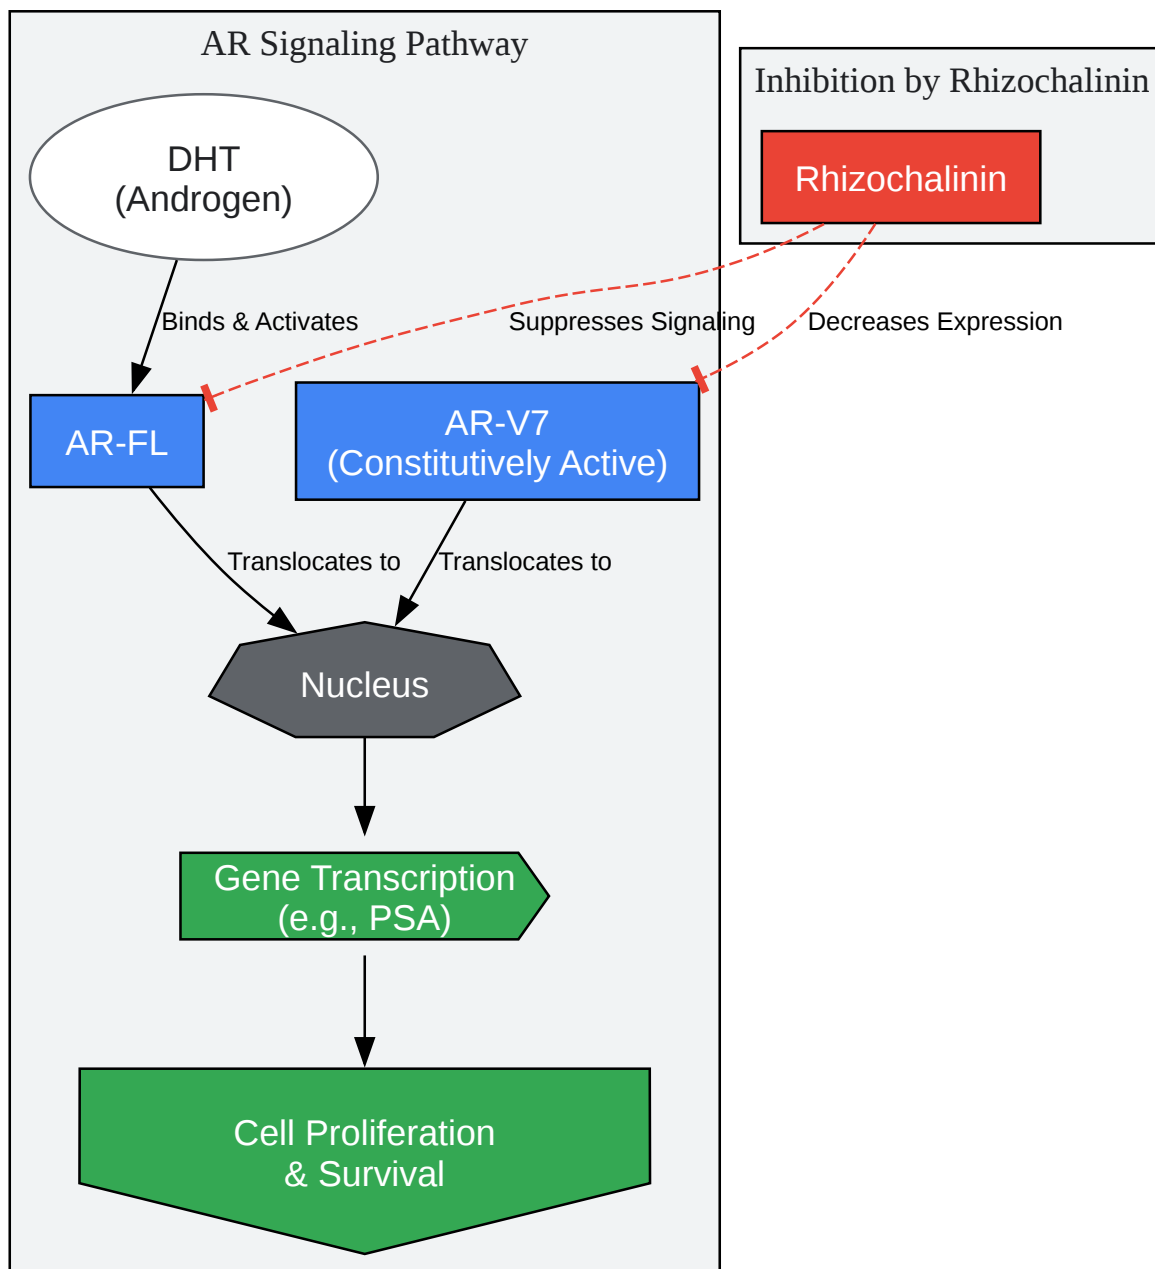 AR Signaling Pathway
Inhibition by Rhizochalinin
DHT
(Androgen)
Rhizochalinin
Binds & Activates
Suppresses Signaling
Decreases Expression
AR-FL
AR-V7
(Constitutively Active)
Translocates to
Translocates to
Nucleus
Gene Transcription
(e.g., PSA)
Cell Proliferation
& Survival